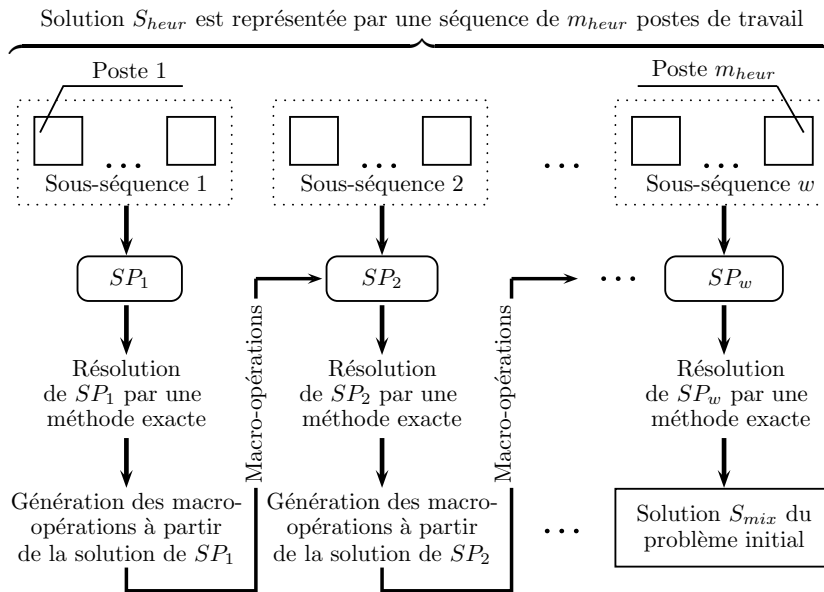 Solution S_heur est représentée par une séquence de m_heur postes de travail
Poste 1
Poste m_heur
Sous-séquence 1
Sous-séquence 2
Sous-séquence w
SP_1
SP_2
SP_w
Résolution
de SP_1 par une
méthode exacte
Macro-opérations
Résolution
de SP_2 par une
méthode exacte
Macro-opérations
Résolution
de SP_w par une
méthode exacte
Génération des macro-
opérations à partir
de la solution de SP_1
Génération des macro-
opérations à partir
de la solution de SP_2
Solution S_mix du
problème initial